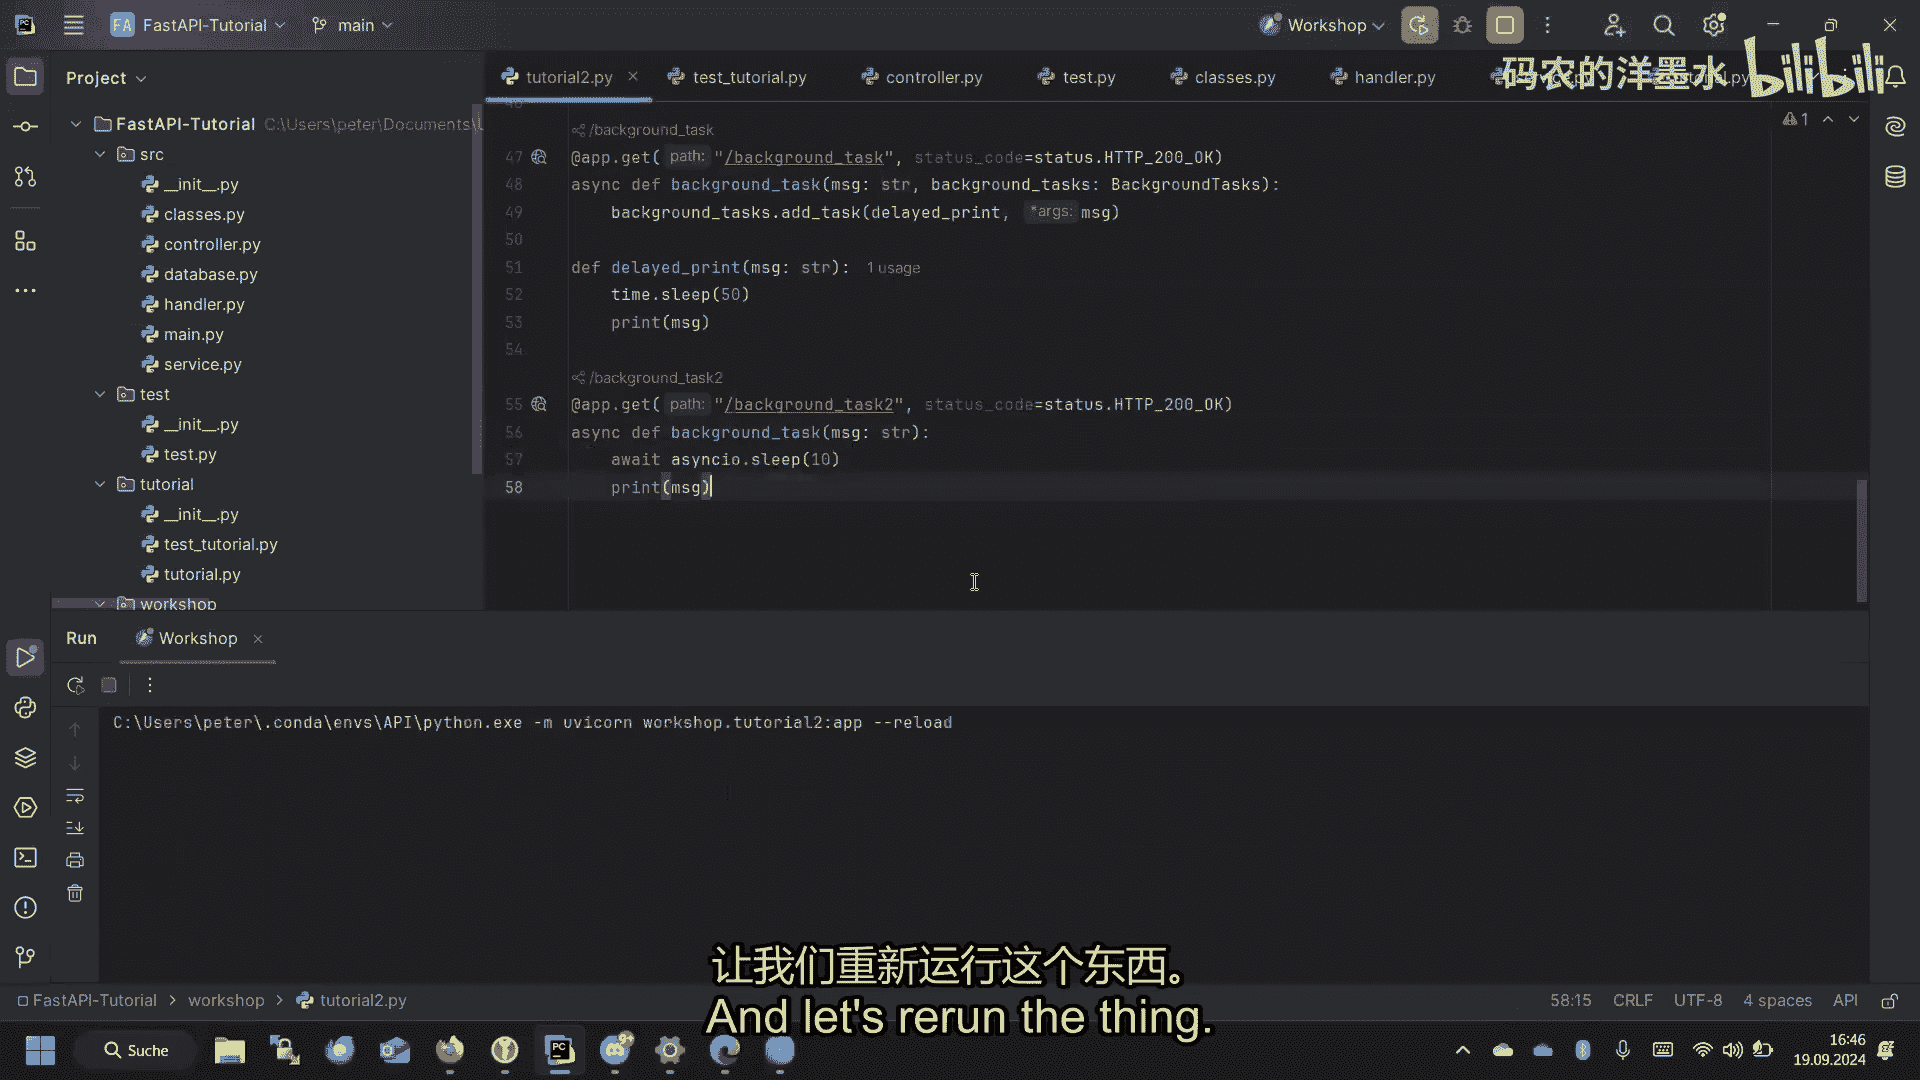 FA FastAPI-Tutorial main Workshop
Project tutorial2.py test_tutorial.py controller.py test.py classes.py handler.py
码农的洋墨水 bilibili
FastAPI-Tutorial C:\Users\peter\Documents\
src
__init__.py
classes.py
controller.py
database.py
handler.py
main.py
service.py
test
__init__.py
test.py
tutorial
__init__.py
test_tutorial.py
tutorial.py
workshop
1
46
/background_task
47 @app.get( path: "/background_task", status_code=status.HTTP_200_OK)
48 async def background_task(msg: str, background_tasks: BackgroundTasks):
49 background_tasks.add_task(delayed_print, *args: msg)
50
51 def delayed_print(msg: str): 1 usage
52 time.sleep(50)
53 print(msg)
54
/background_task2
55 @app.get( path: "/background_task2", status_code=status.HTTP_200_OK)
56 async def background_task(msg: str):
57 await asyncio.sleep(10)
58 print(msg)
Run Workshop
C:\Users\peter\.conda\envs\API\python.exe -m uvicorn workshop.tutorial2:app --reload
让我们重新运行这个东西。
And let's rerun the thing.
FastAPI-Tutorial > workshop > tutorial2.py 58:15 CRLF UTF-8 4 spaces API
Suche
16:46
19.09.2024